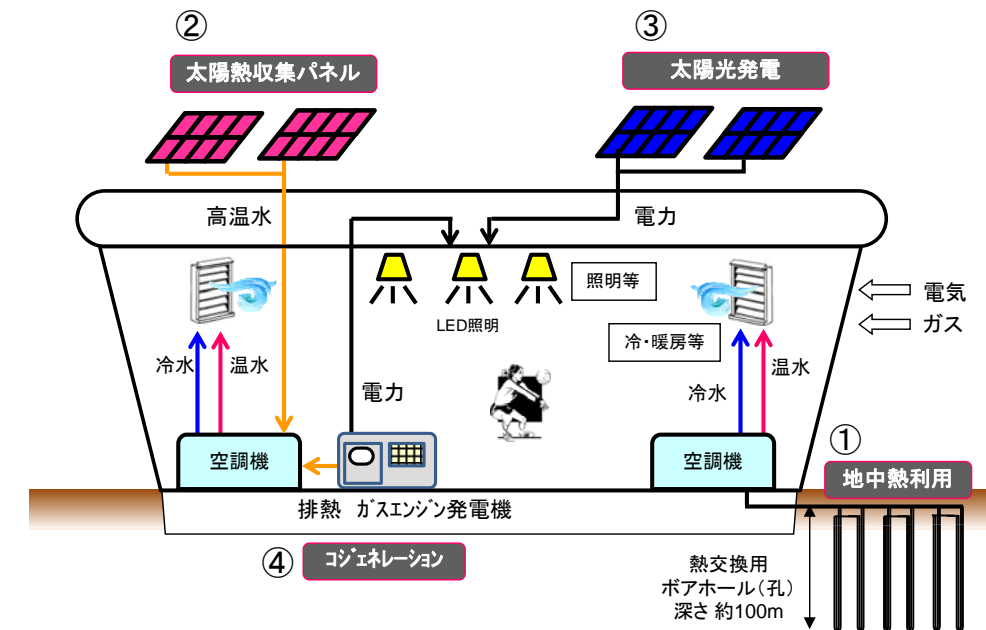 ②
太陽熱収集パネル
③
太陽光発電
高温水
電力
照明等
LED照明
電気
ガス
冷・暖房等
冷水
温水
電力
冷水
温水
空調機
空調機
①
地中熱利用
排熱 ガスエンジン発電機
④
コジェネレーション
熱交換用
ボアホール(孔)
深さ 約100m